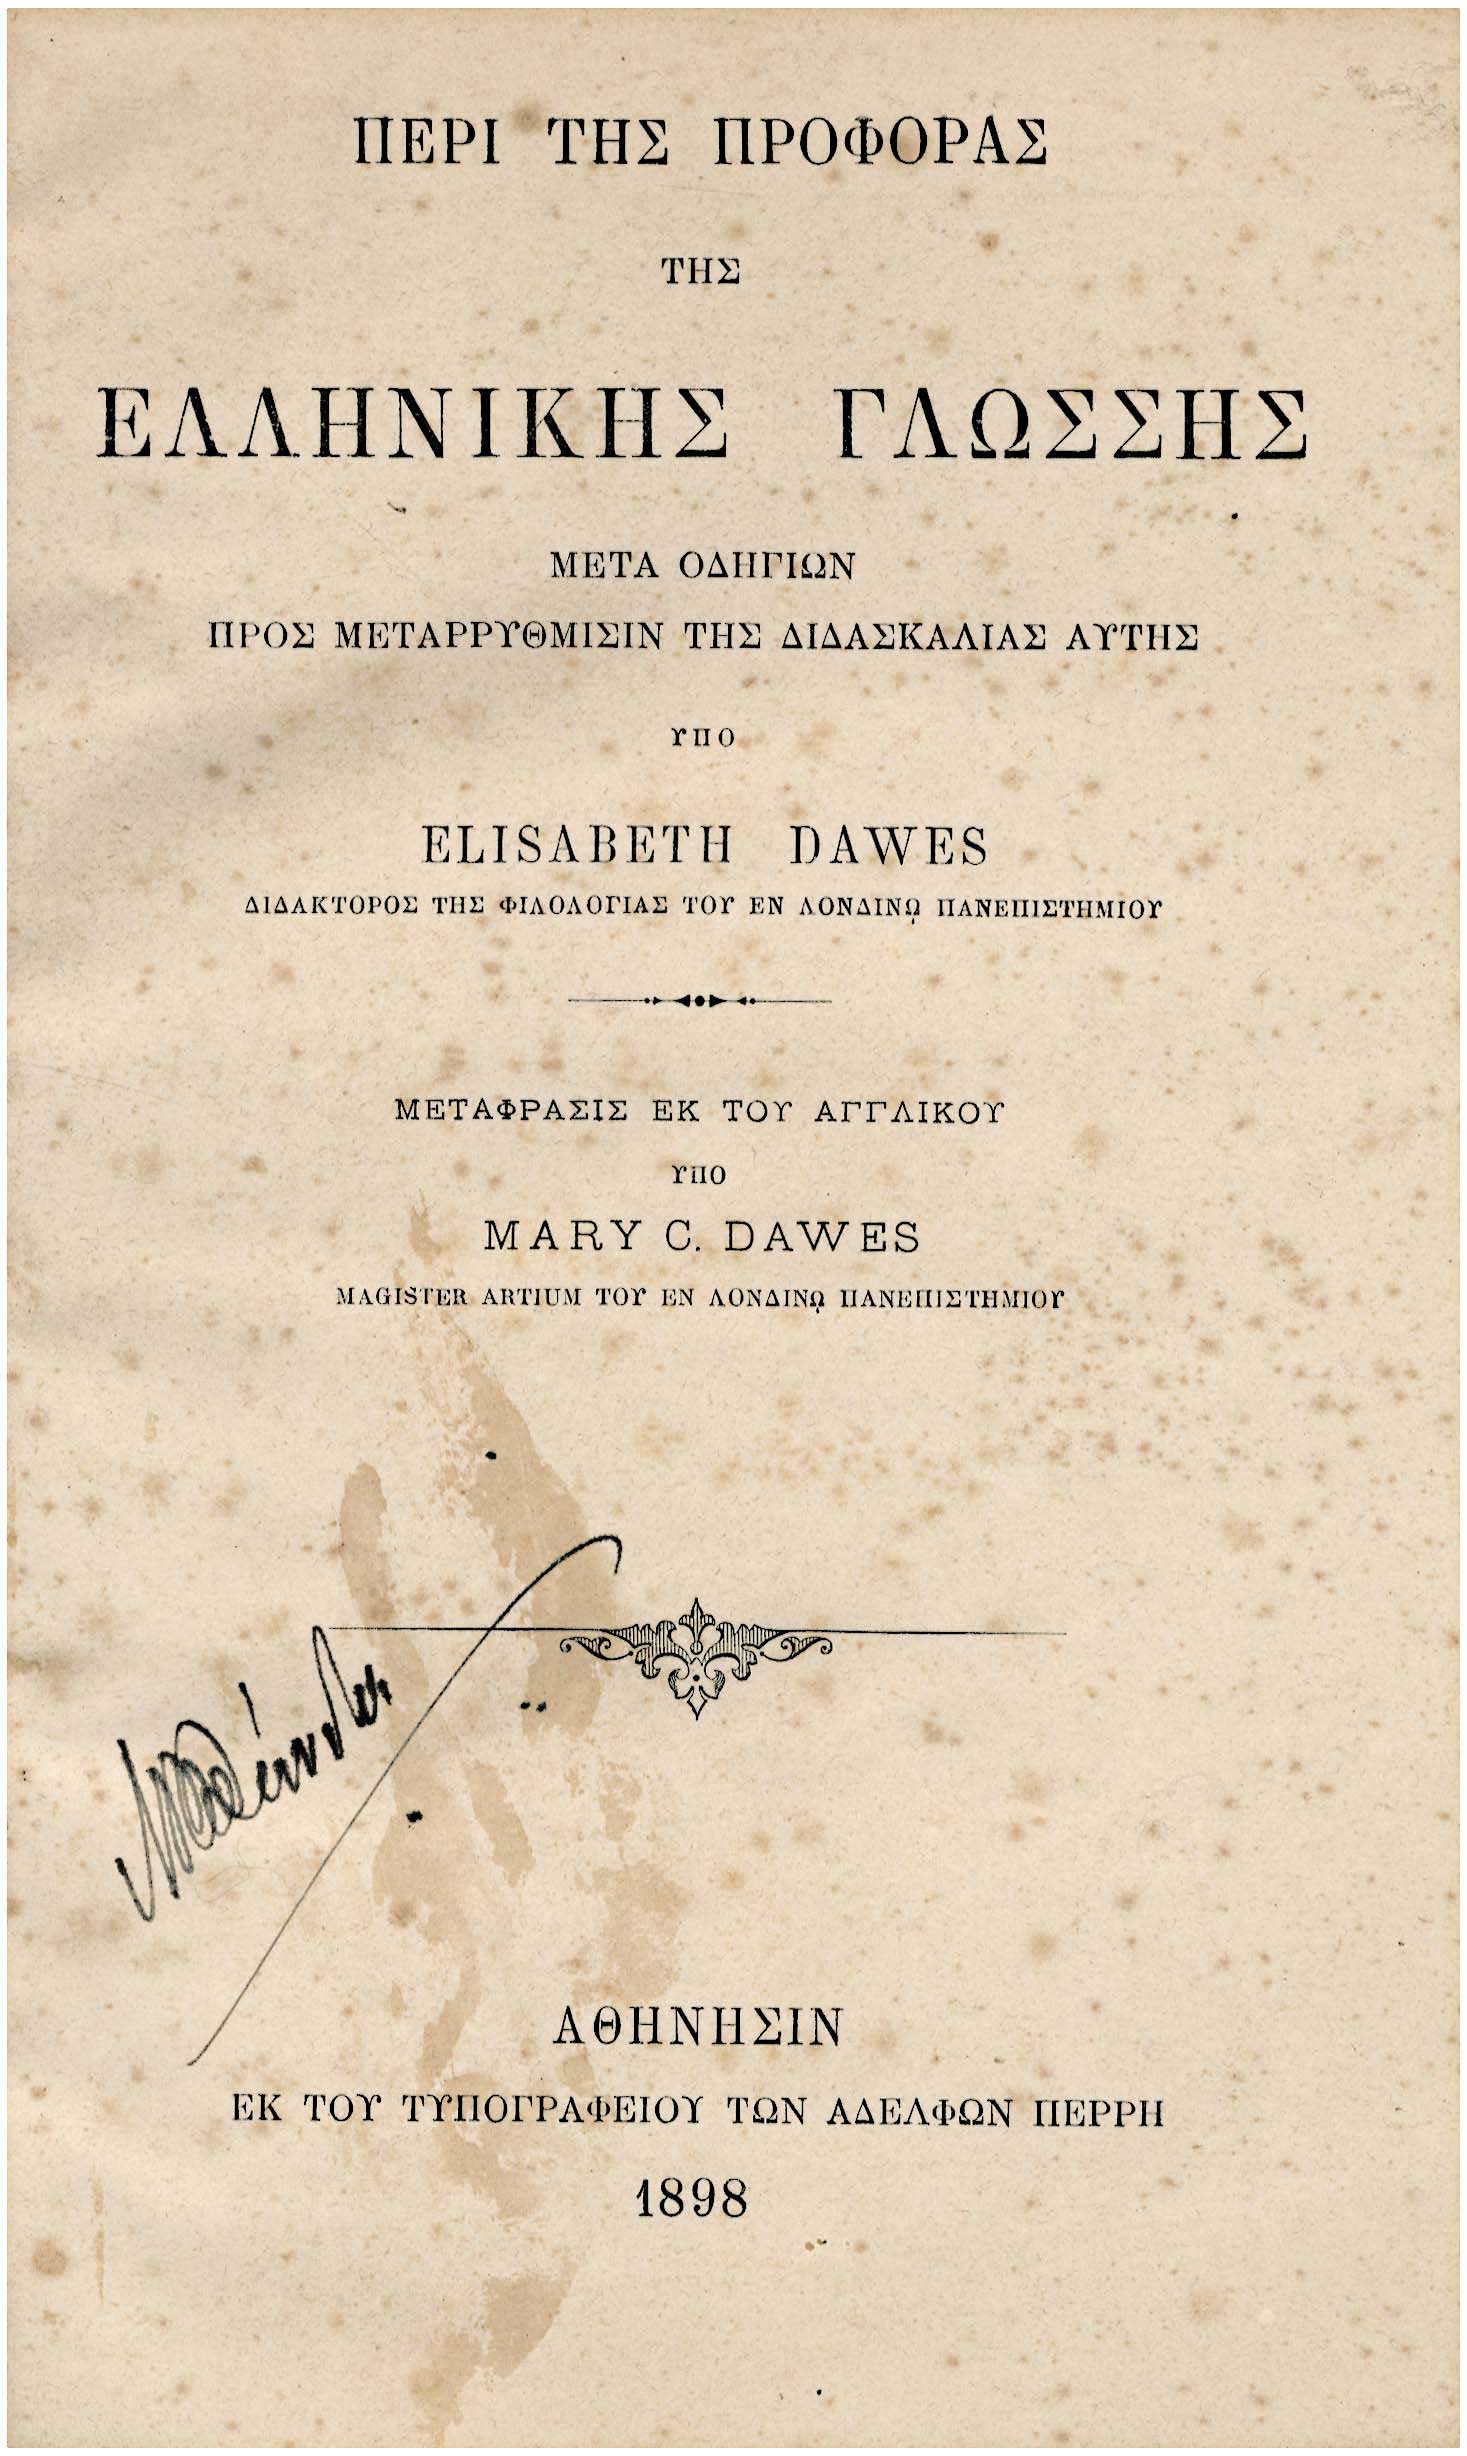 ΠΕΡΙ ΤΗΣ ΠΡΟΦΟΡΑΣ
ΤΗΣ
ΕΛΛΗΝΙΚΗΣ ΓΛΩΣΣΗΣ
ΜΕΤΑ ΟΔΗΓΙΩΝ
ΠΡΟΣ ΜΕΤΑΡΡΥΘΜΙΣΙΝ ΤΗΣ ΔΙΔΑΣΚΑΛΙΑΣ ΑΥΤΗΣ
ΥΠΟ
ELISABETH DAWES
ΔΙΔΑΚΤΟΡΟΣ ΤΗΣ ΦΙΛΟΛΟΓΙΑΣ ΤΟΥ ΕΝ ΛΟΝΔΙΝῼ ΠΑΝΕΠΙΣΤΗΜΙΟΥ
ΜΕΤΑΦΡΑΣΙΣ ΕΚ ΤΟΥ ΑΓΓΛΙΚΟΥ
ΥΠΟ
MARY C. DAWES
MAGISTER ARTIUM ΤΟΥ ΕΝ ΛΟΝΔΙΝῼ ΠΑΝΕΠΙΣΤΗΜΙΟΥ
ΑΘΗΝΗΣΙΝ
ΕΚ ΤΟΥ ΤΥΠΟΓΡΑΦΕΙΟΥ ΤΩΝ ΑΔΕΛΦΩΝ ΠΕΡΡΗ
1898